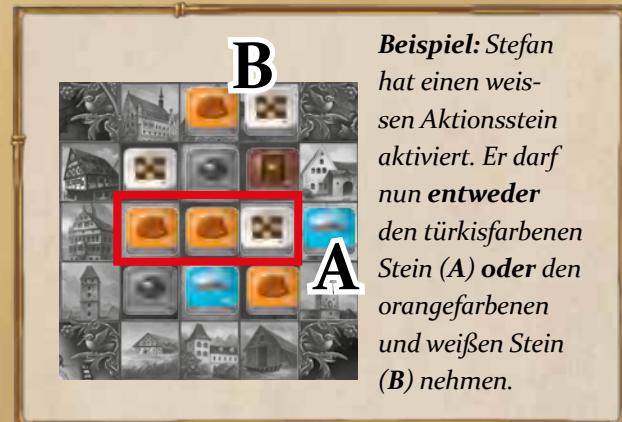 B
Beispiel: Stefan
hat einen weis-
sen Aktionsstein
aktiviert. Er darf
nun entweder
den türkisfarbenen
Stein (A) oder den
orangefarbenen
und weißen Stein
(B) nehmen.
A